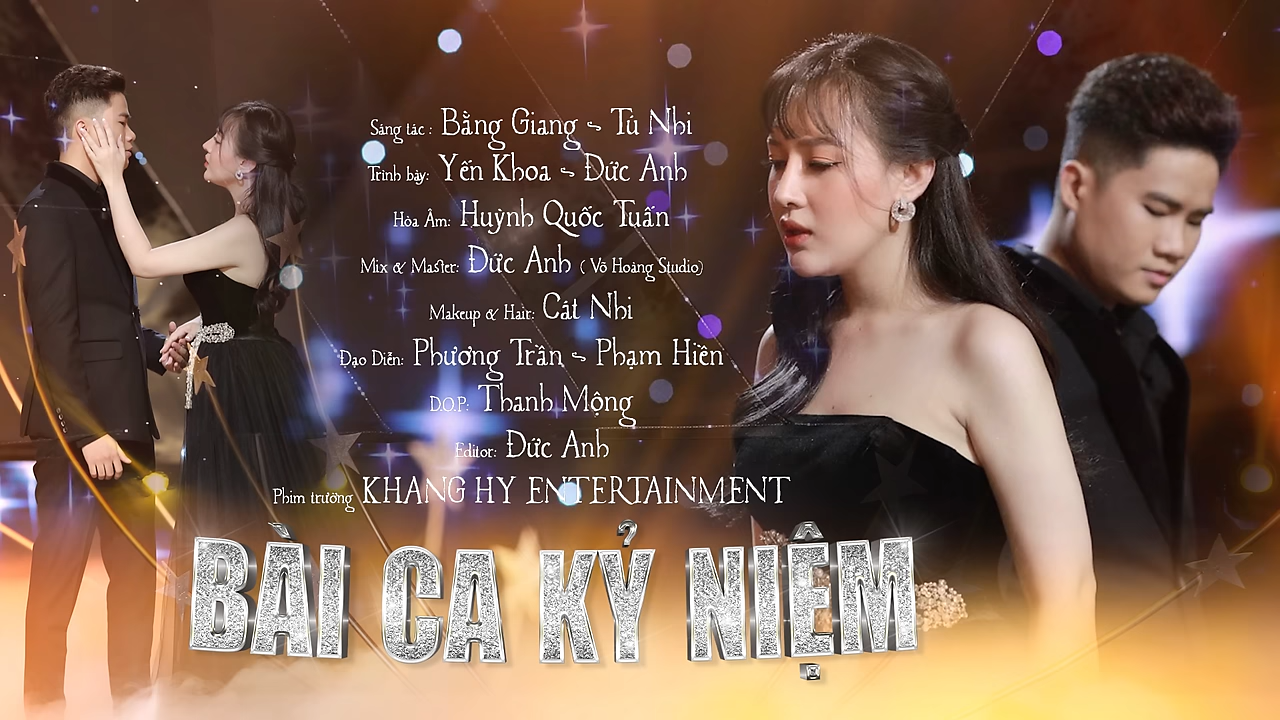 Sáng tác : Bằng Giang - Tú Nhi
Trình bày: Yến Khoa - Đức Anh
Hòa Âm: Huỳnh Quốc Tuấn
Mix & Master: Đức Anh ( Võ Hoàng Studio)
Makeup & Hair: Cát Nhi
Đạo Diễn: Phương Trần - Phạm Hiền
D.O.P: Thanh Mộng
Editor: Đức Anh
Phim trường KHANG HY ENTERTAINMENT
BÀI CA KỶ NIỆM